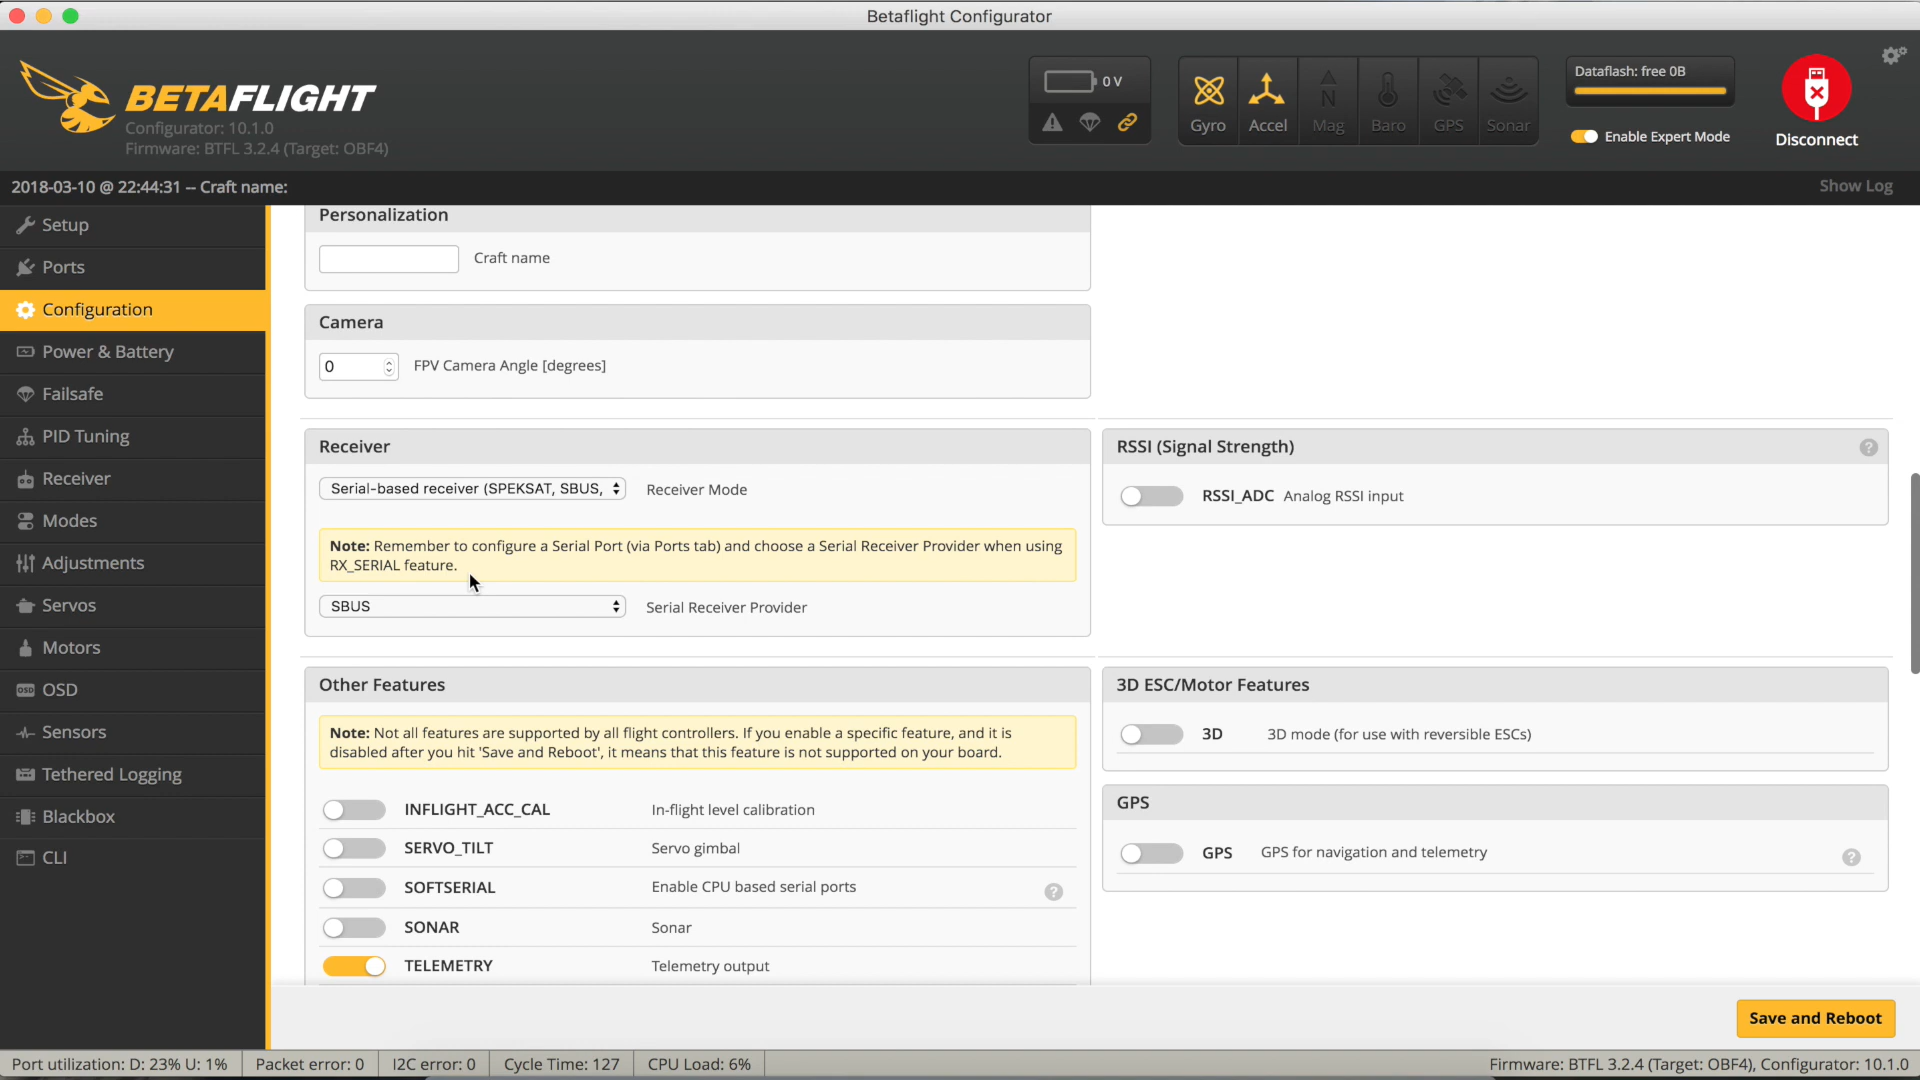 Betaflight Configurator
BETAFLIGHT
Configurator: 10.1.0
Firmware: BTFL 3.2.4 (Target: OBF4)
0 V
Gyro
Accel
N
Mag
Baro
GPS
Sonar
Dataflash: free 0B
Enable Expert Mode
Disconnect
2018-03-10 @ 22:44:31 -- Craft name:
Show Log
Setup
Ports
Configuration
Power & Battery
Failsafe
PID Tuning
Receiver
Modes
Adjustments
Servos
Motors
OSD OSD
Sensors
Tethered Logging
Blackbox
CLI
Personalization
Craft name
Camera
0 FPV Camera Angle [degrees]
Receiver
Serial-based receiver (SPEKSAT, SBUS, Receiver Mode
Note: Remember to configure a Serial Port (via Ports tab) and choose a Serial Receiver Provider when using
RX_SERIAL feature.
SBUS Serial Receiver Provider
RSSI (Signal Strength) ?
RSSI_ADC Analog RSSI input
Other Features
Note: Not all features are supported by all flight controllers. If you enable a specific feature, and it is
disabled after you hit 'Save and Reboot', it means that this feature is not supported on your board.
INFLIGHT_ACC_CAL In-flight level calibration
SERVO_TILT Servo gimbal
SOFTSERIAL Enable CPU based serial ports ?
SONAR Sonar
TELEMETRY Telemetry output
3D ESC/Motor Features
3D 3D mode (for use with reversible ESCs)
GPS
GPS GPS for navigation and telemetry ?
Save and Reboot
Port utilization: D: 23% U: 1% Packet error: 0 I2C error: 0 Cycle Time: 127 CPU Load: 6% Firmware: BTFL 3.2.4 (Target: OBF4), Configurator: 10.1.0